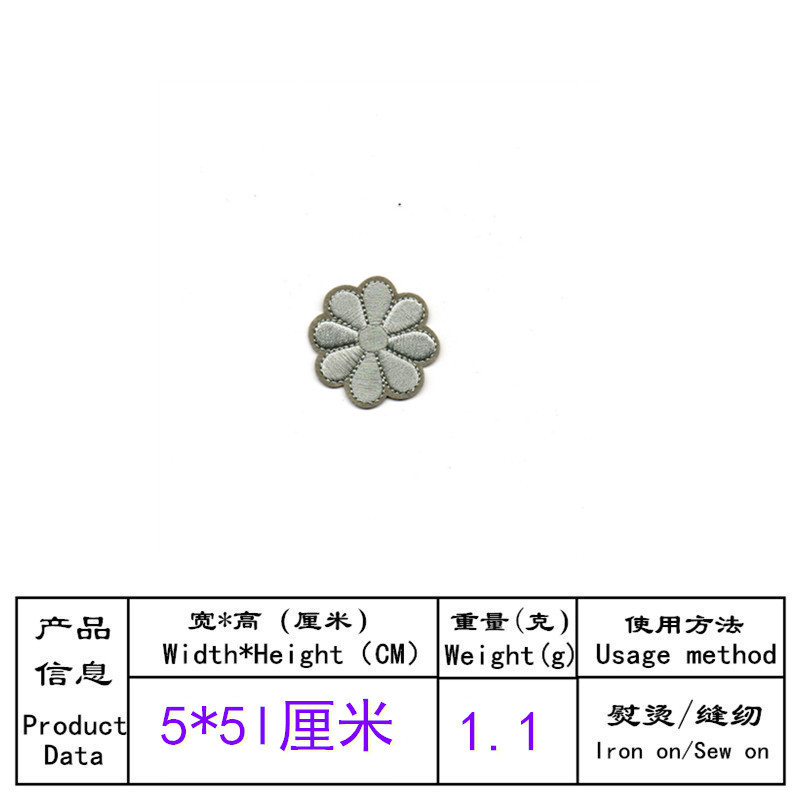 产品
信息
Product
Data
宽*高（厘米）
Width*Height（CM）
5*5l厘米
重量(克)
Weight(g)
1.1
使用方法
Usage method
熨烫/缝纫
Iron on/Sew on